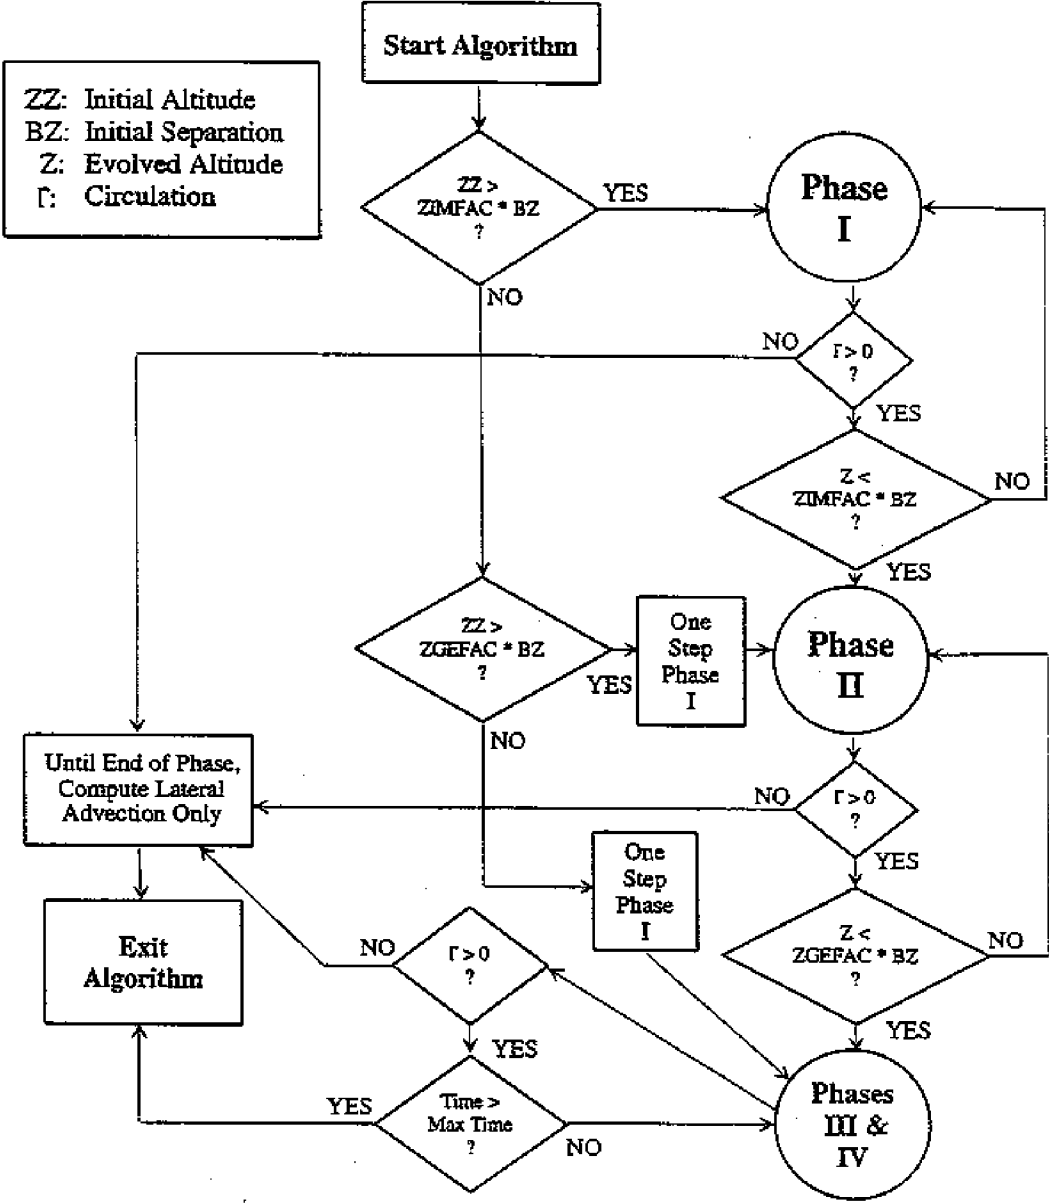 Start Algorithm
ZZ: Initial Altitude
BZ: Initial Separation
Z: Evolved Altitude
Γ: Circulation
ZZ >
ZIMFAC * BZ
?
YES
NO
Phase
I
Γ > 0
?
NO
YES
Z <
ZIMFAC * BZ
?
NO
YES
ZZ >
ZGEFAC * BZ
?
YES
NO
One
Step
Phase
I
Phase
II
Γ > 0
?
NO
YES
Until End of Phase,
Compute Lateral
Advection Only
One
Step
Phase
I
Z <
ZGEFAC * BZ
?
NO
YES
Exit
Algorithm
Γ > 0
?
NO
YES
Time >
Max Time
?
YES
NO
Phases
III &
IV